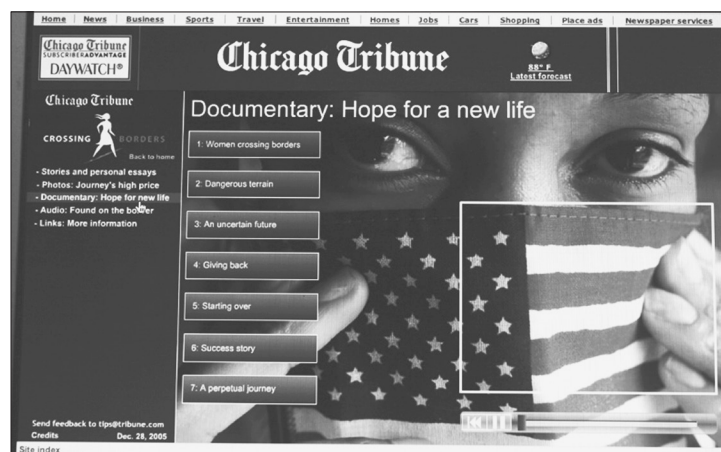 Home News Business Sports Travel Entertainment Homes Jobs Cars Shopping Place ads Newspaper services
Chicago Tribune
SUBSCRIBER ADVANTAGE
DAYWATCH®
Chicago Tribune
88° F
Latest forecast
Chicago Tribune
CROSSING BORDERS
Back to home
- Stories and personal essays
- Photos: Journey's high price
- Documentary: Hope for new life
- Audio: Found on the border
- Links: More information
Documentary: Hope for a new life
1: Women crossing borders
2: Dangerous terrain
3: An uncertain future
4: Giving back
5: Starting over
6: Success story
7: A perpetual journey
Send feedback to tips@tribune.com
Credits Dec. 28, 2005
Site index